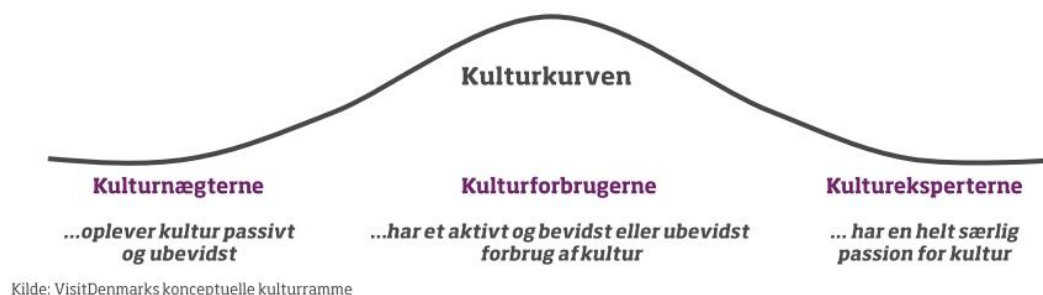 Kulturkurven
Kulturnægterne
...oplever kultur passivt
og ubevidst
Kulturforbrugerne
...har et aktivt og bevidst eller ubevidst
forbrug af kultur
Kultureksperterne
... har en helt særlig
passion for kultur
Kilde: VisitDenmarks konceptuelle kulturramme